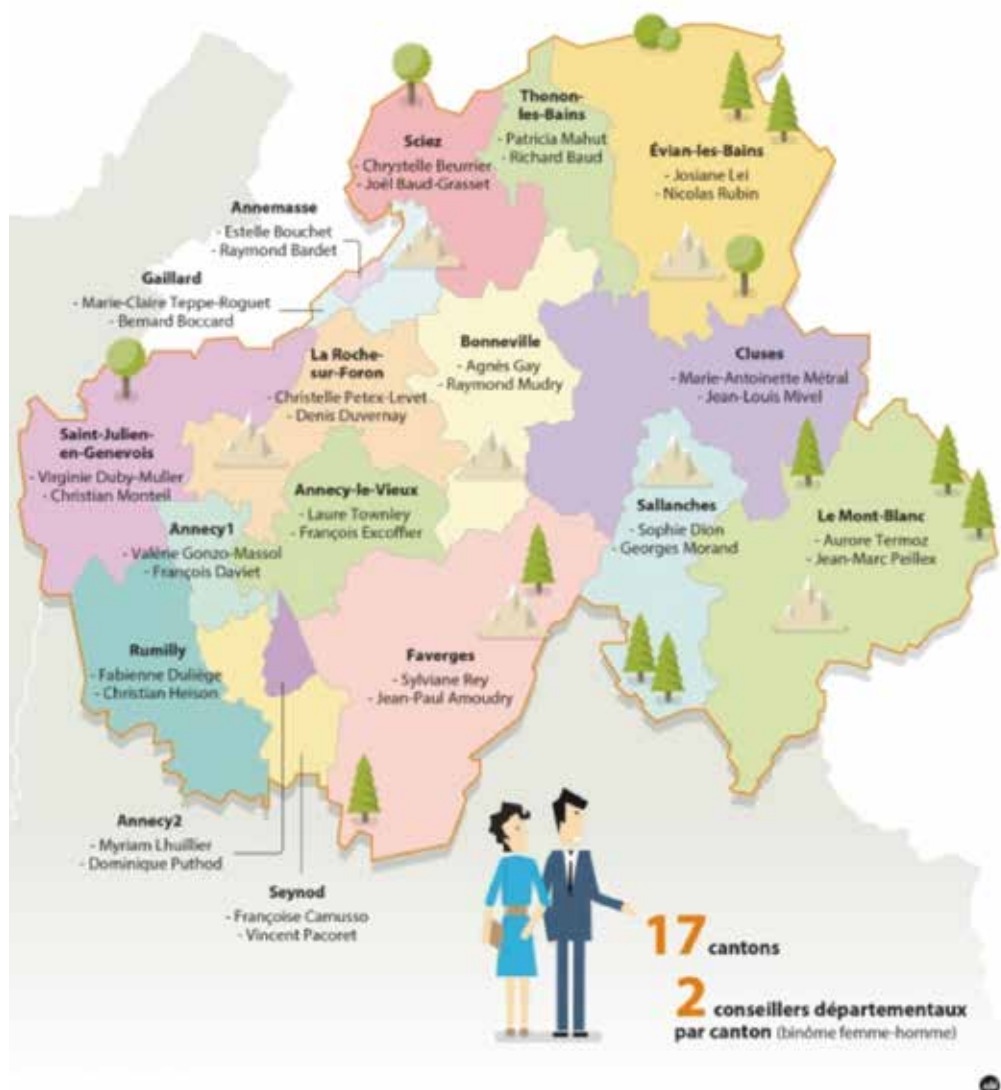 Thonon-
les-Bains
- Patricia Mahut
- Richard Baud
Sciez
- Chrystelle Beurrier
- Joël Baud-Grasset
Évian-les-Bains
- Josiane Lei
- Nicolas Rubin
Annemasse
- Estelle Bouchet
- Raymond Bardet
Gaillard
- Marie-Claire Teppe-Roguet
- Bernard Boccard
La Roche-
sur-Foron
- Christelle Petex-Levet
- Denis Duvernay
Bonneville
- Agnès Gay
- Raymond Mudry
Cluses
- Marie-Antoinette Métral
- Jean-Louis Mivel
Saint-Julien-
en-Genevois
- Virginie Duby-Muller
- Christian Monteil
Annecy-le-Vieux
- Laure Townley
- François Excoffier
Sallanches
- Sophie Dion
- Georges Morand
Le Mont-Blanc
- Aurore Termoz
- Jean-Marc Peillex
Annecy1
- Valérie Gonzo-Massol
- François Daviet
Rumilly
- Fabienne Duliège
- Christian Heison
Faverges
- Sylviane Rey
- Jean-Paul Amoudry
Annecy2
- Myriam Lhuillier
- Dominique Puthod
Seynod
- Françoise Camusso
- Vincent Pacoret
17 cantons
2 conseillers départementaux
par canton (binôme femme-homme)